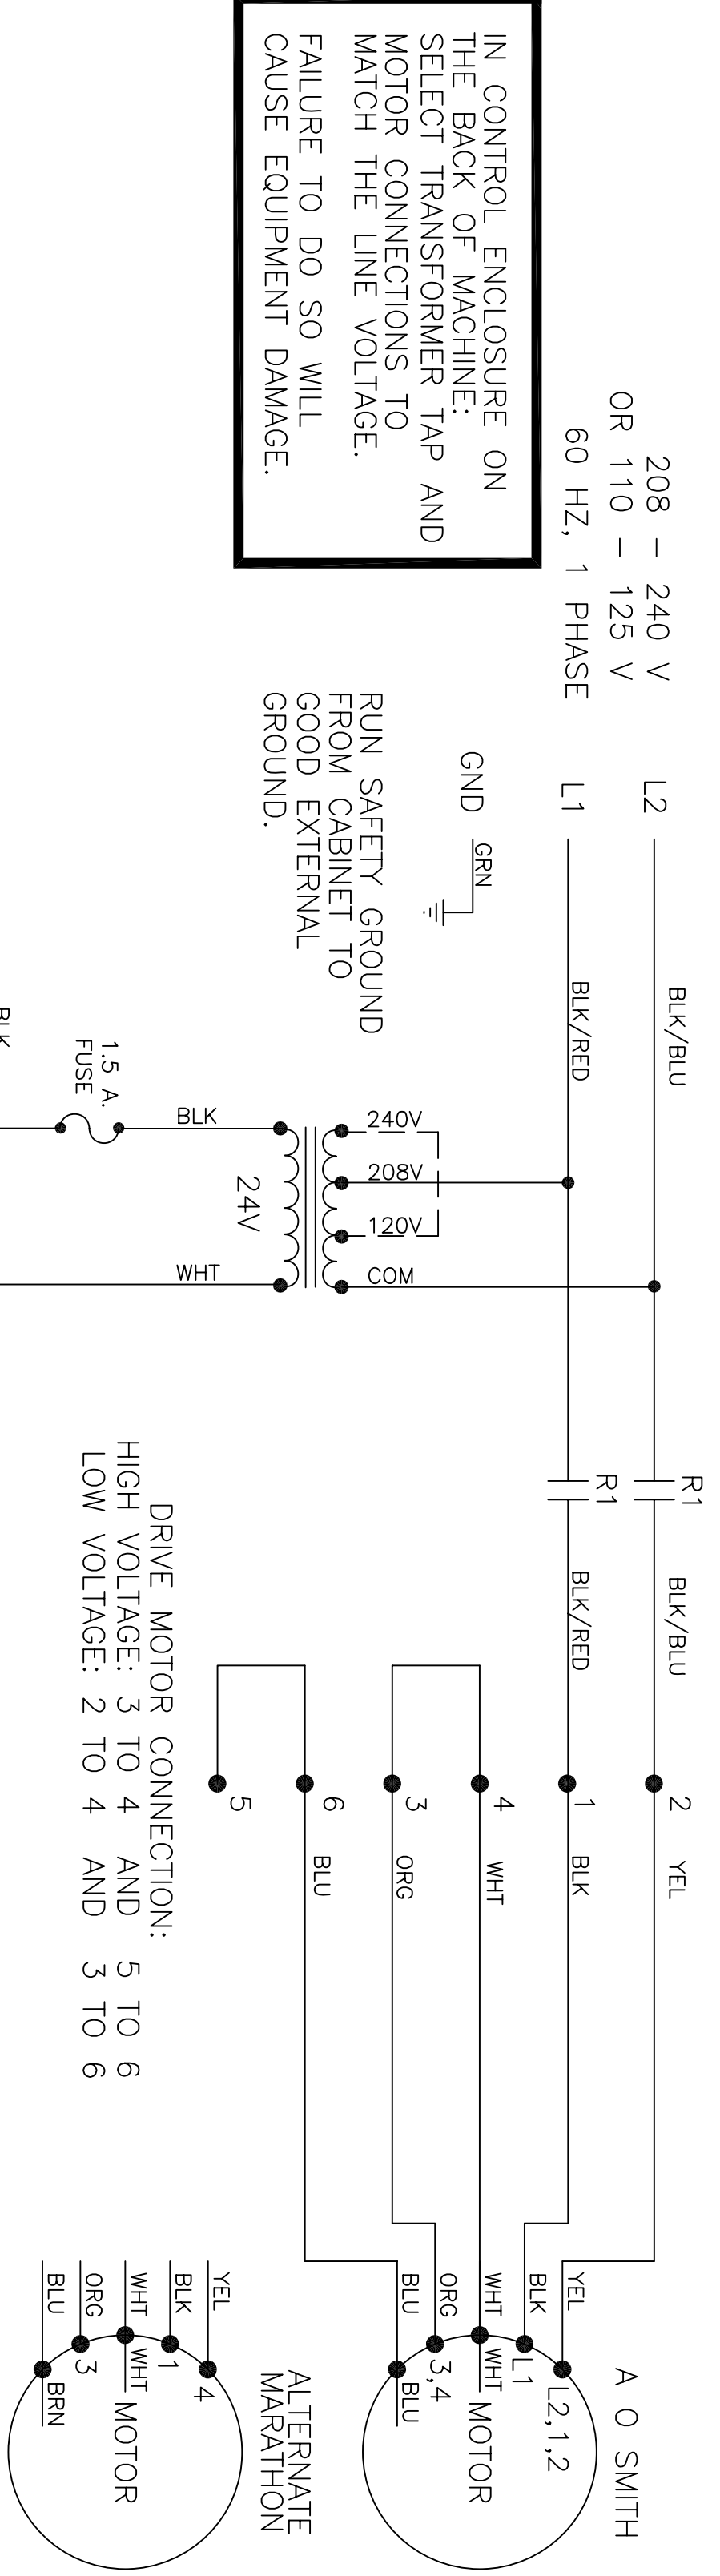 208 - 240 V
OR 110 - 125 V
60 HZ, 1 PHASE
L2
L1
GND
GRN
IN CONTROL ENCLOSURE ON
THE BACK OF MACHINE:
SELECT TRANSFORMER TAP AND
MOTOR CONNECTIONS TO
MATCH THE LINE VOLTAGE.
FAILURE TO DO SO WILL
CAUSE EQUIPMENT DAMAGE.
RUN SAFETY GROUND
FROM CABINET TO
GOOD EXTERNAL
GROUND.
BLK/BLU
BLK/RED
240V
208V
120V
COM
24V
BLK
WHT
1.5 A.
FUSE
BLK
R1
R1
BLK/BLU
BLK/RED
2
1
4
3
6
5
YEL
BLK
WHT
ORG
BLU
DRIVE MOTOR CONNECTION:
HIGH VOLTAGE: 3 TO 4 AND 5 TO 6
LOW VOLTAGE: 2 TO 4 AND 3 TO 6
A O SMITH
YEL
L2,1,2
BLK
L1
WHT
WHT
MOTOR
ORG
3,4
BLU
BLU
ALTERNATE
MARATHON
YEL
4
BLK
1
WHT
WHT
MOTOR
ORG
3
BLU
BRN